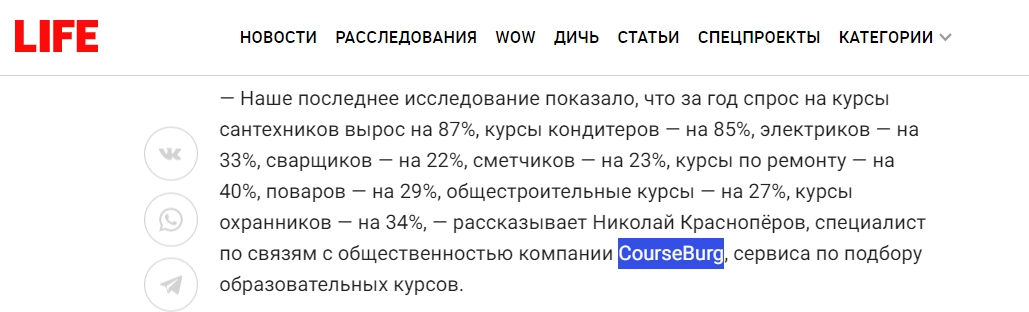 LIFE
НОВОСТИ РАССЛЕДОВАНИЯ WOW ДИЧЬ СТАТЬИ СПЕЦПРОЕКТЫ КАТЕГОРИИ
— Наше последнее исследование показало, что за год спрос на курсы
сантехников вырос на 87%, курсы кондитеров — на 85%, электриков — на
33%, сварщиков — на 22%, сметчиков — на 23%, курсы по ремонту — на
40%, поваров — на 29%, общестроительные курсы — на 27%, курсы
охранников — на 34%, — рассказывает Николай Краснопёров, специалист
по связям с общественностью компании CourseBurg, сервиса по подбору
образовательных курсов.